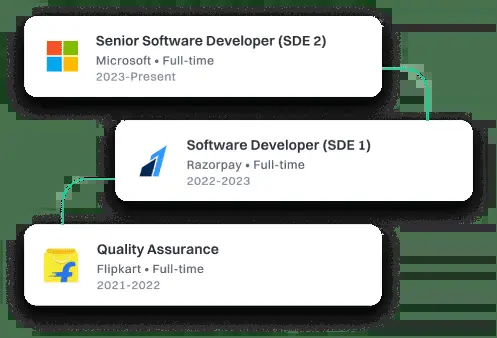 Senior Software Developer (SDE 2)
Microsoft • Full-time
2023-Present
Software Developer (SDE 1)
Razorpay • Full-time
2022-2023
Quality Assurance
Flipkart • Full-time
2021-2022